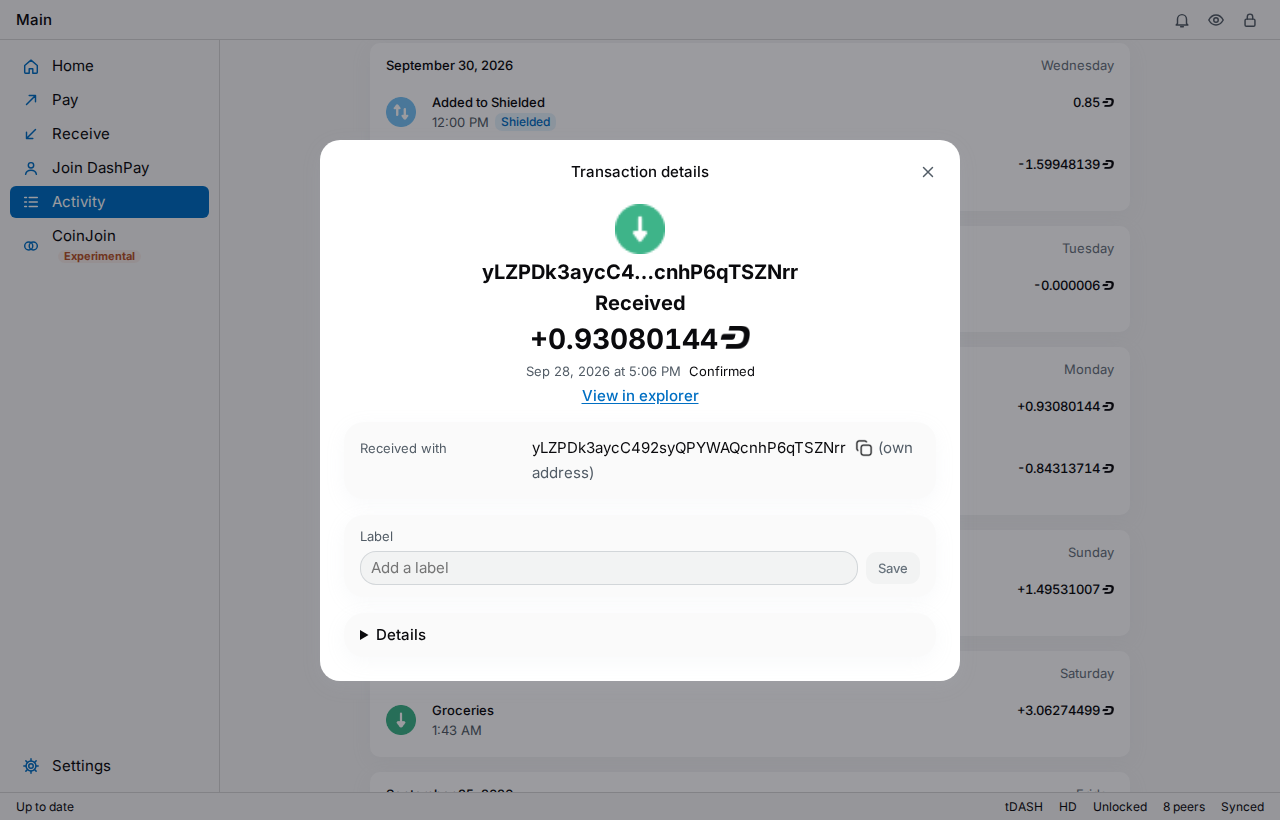 Main
Home
Pay
Receive
Join DashPay
Activity
CoinJoin
Experimental
Settings
September 30, 2026
Wednesday
Added to Shielded
0.85
12:00 PM Shielded
-1.59948139
Tuesday
-0.000006
Monday
+0.93080144
-0.84313714
Sunday
+1.49531007
Saturday
Groceries
+3.06274499
1:43 AM
Transaction details
yLZPDk3aycC4...cnhP6qTSZNrr
Received
+0.93080144
Sep 28, 2026 at 5:06 PM Confirmed
View in explorer
Received with
yLZPDk3aycC492syQPYWAQcnhP6qTSZNrr (own
address)
Label
Add a label
Save
Details
Up to date
tDASH HD Unlocked 8 peers Synced